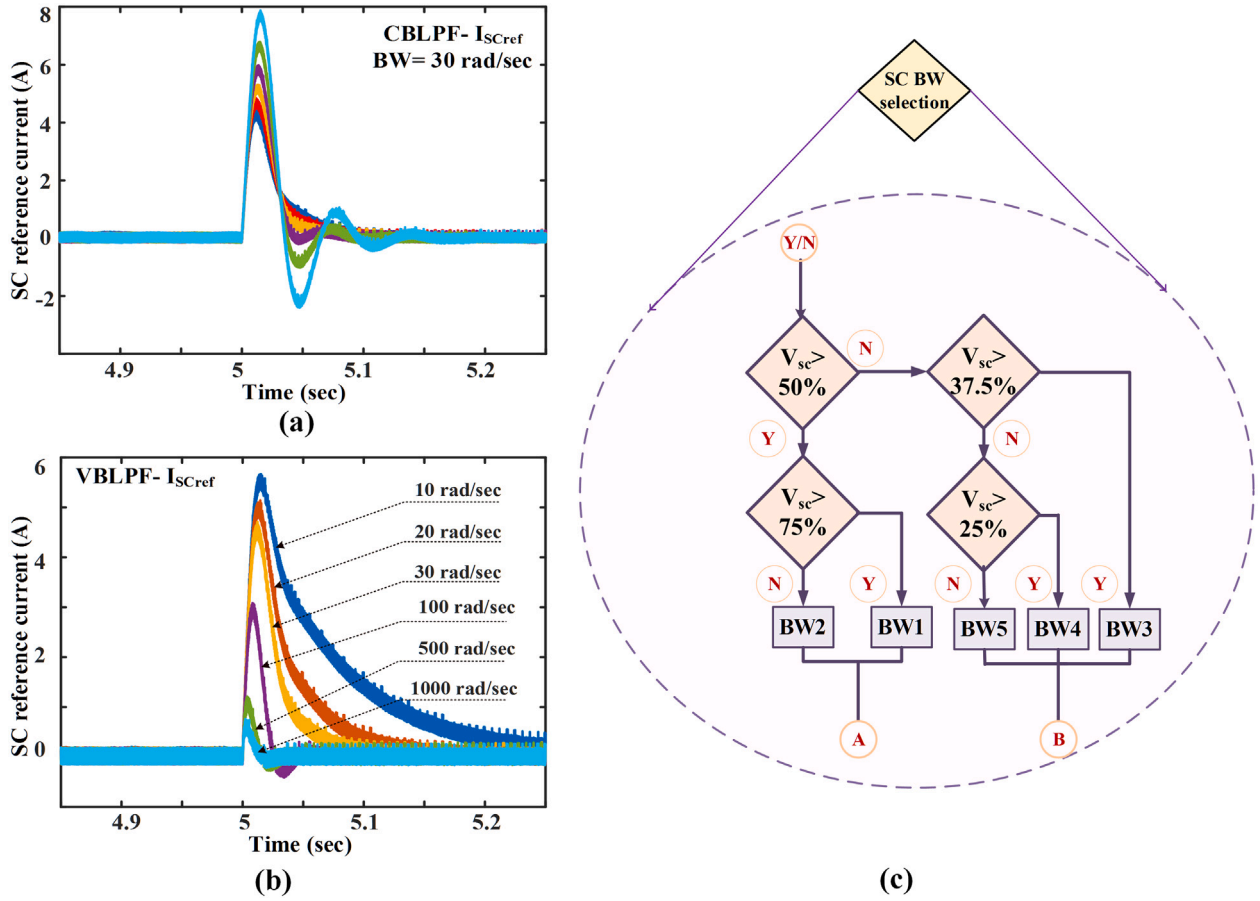 CBLPF- ISCref
BW= 30 rad/sec
SC reference current (A)
8
6
4
2
0
-2
4.9
5
5.1
5.2
Time (sec)
(a)
VBLPF- ISCref
10 rad/sec
20 rad/sec
30 rad/sec
100 rad/sec
500 rad/sec
1000 rad/sec
SC reference current (A)
6
4
2
0
4.9
5
5.1
5.2
Time (sec)
(b)
SC BW
selection
Y/N
Vsc>
50%
N
Vsc>
37.5%
Y
N
Vsc>
75%
Vsc>
25%
N
Y
N
Y
Y
BW2
BW1
BW5
BW4
BW3
A
B
(c)